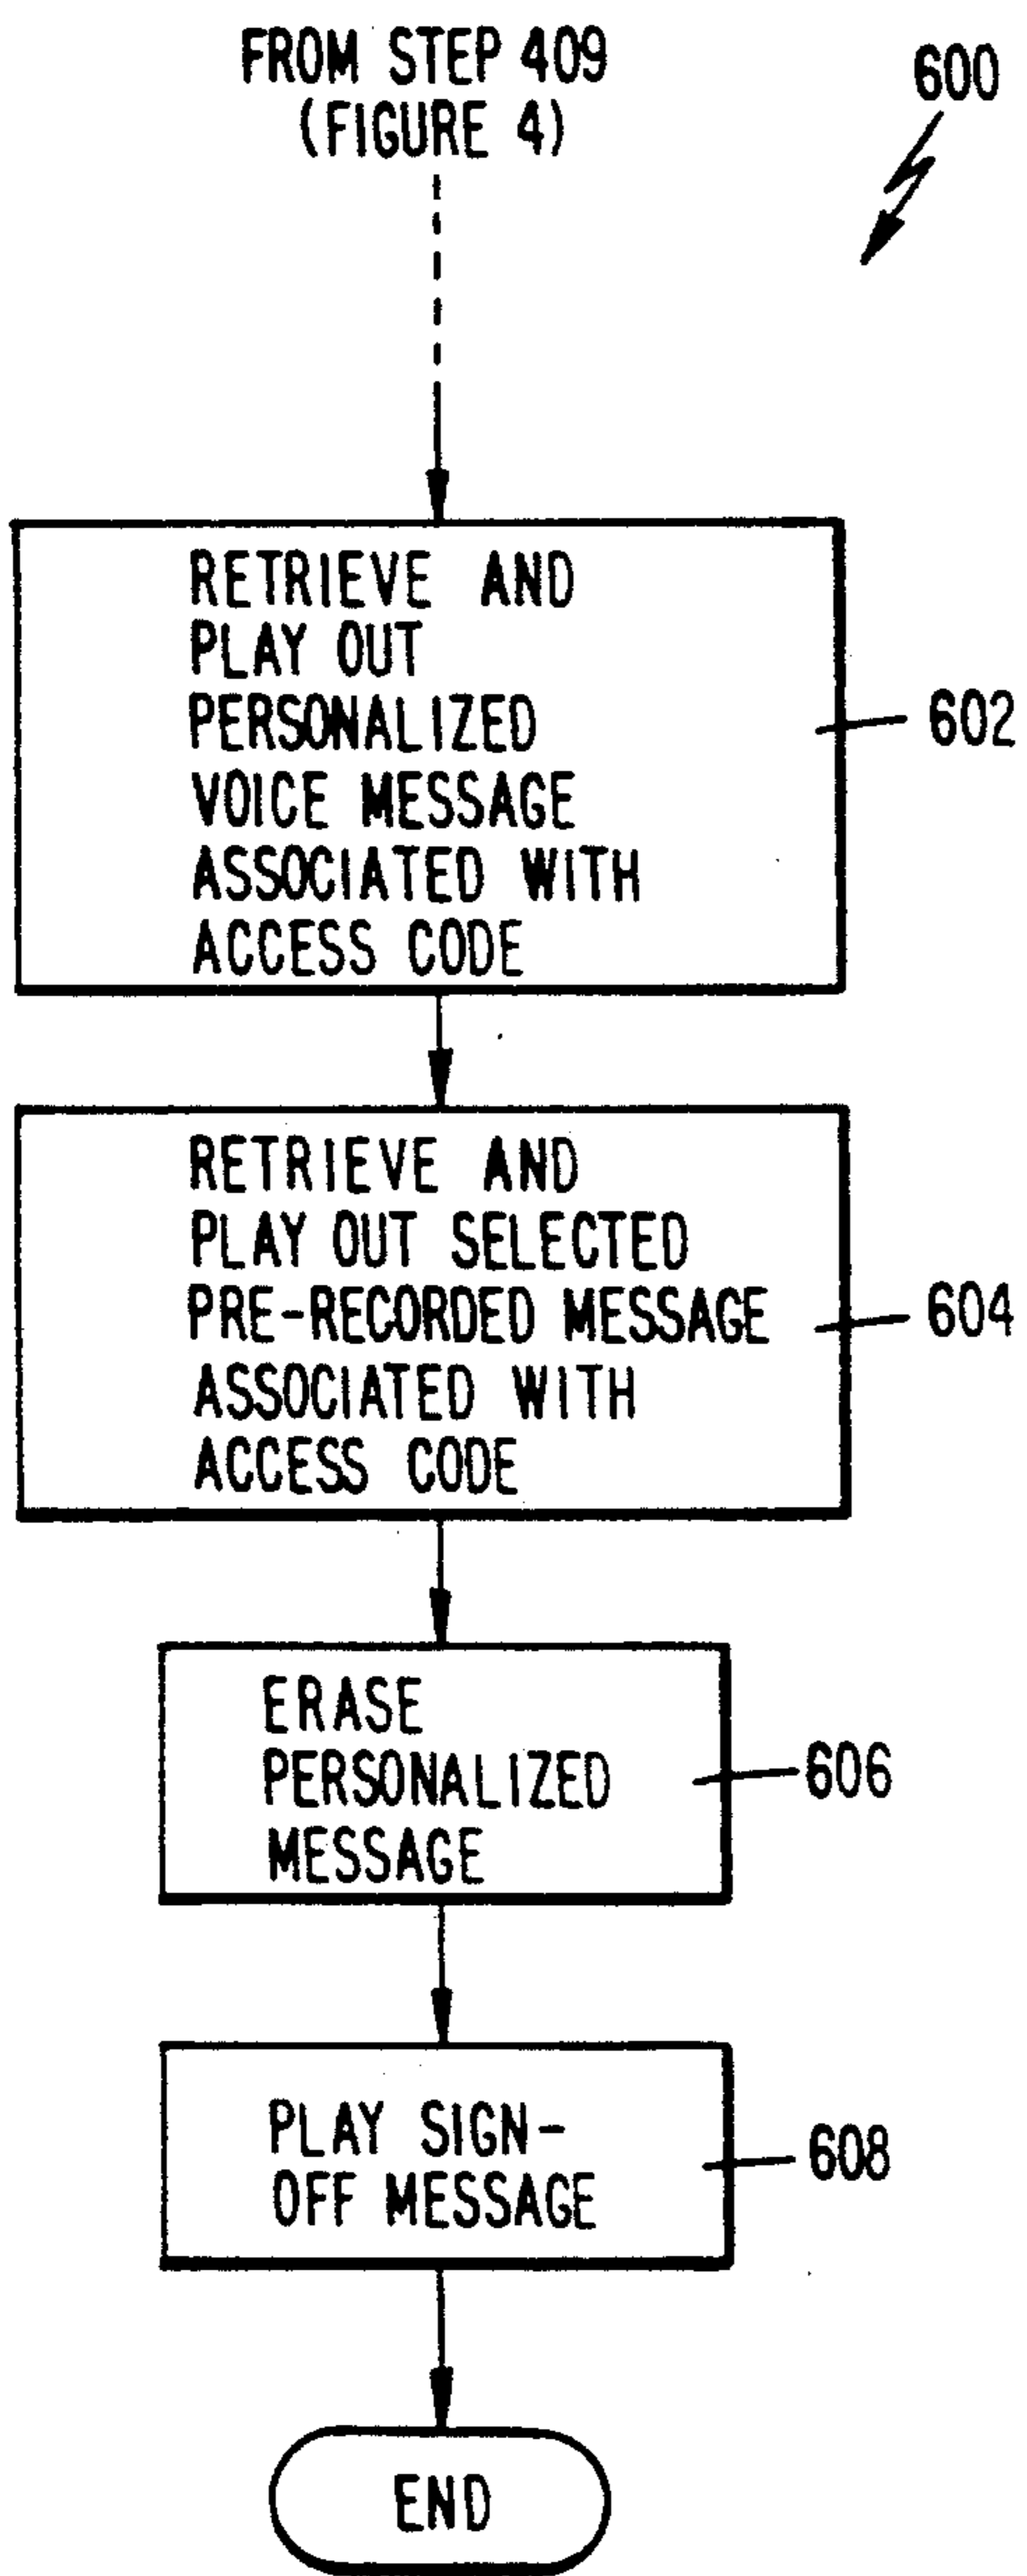 FROM STEP 409
(FIGURE 4)
600
RETRIEVE AND
PLAY OUT
PERSONALIZED
VOICE MESSAGE
ASSOCIATED WITH
ACCESS CODE
602
RETRIEVE AND
PLAY OUT SELECTED
PRE-RECORDED MESSAGE
ASSOCIATED WITH
ACCESS CODE
604
ERASE
PERSONALIZED
MESSAGE
606
PLAY SIGN-
OFF MESSAGE
608
END